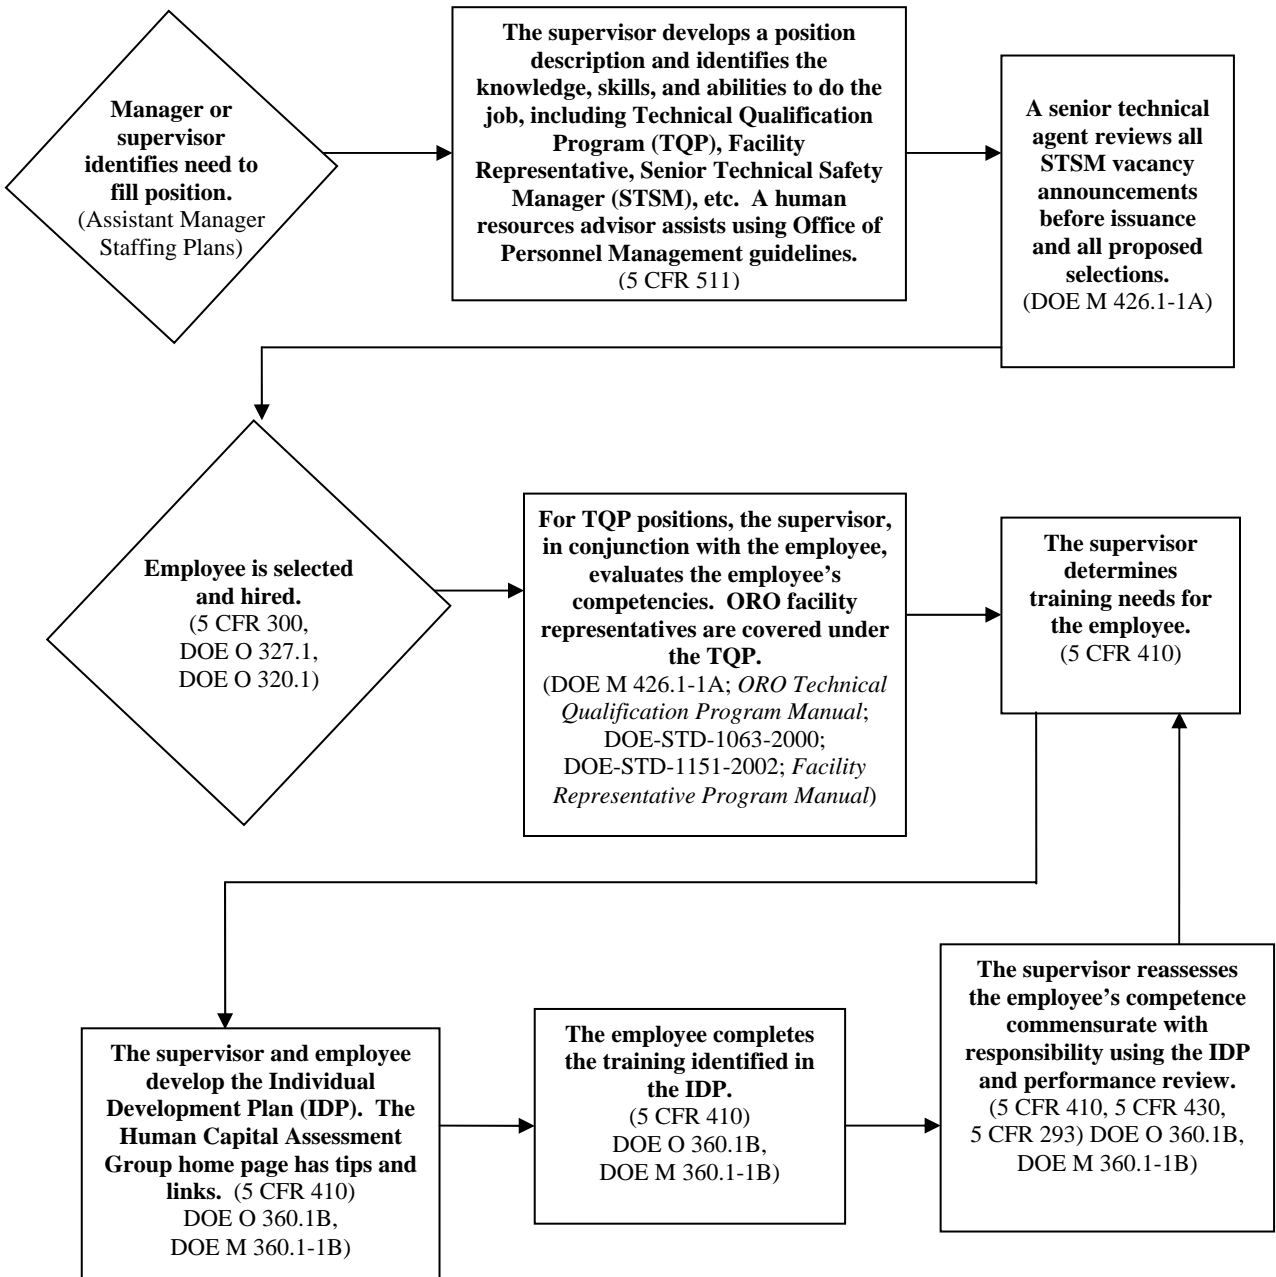 Manager or
supervisor
identifies need to
fill position.
(Assistant Manager
Staffing Plans)
The supervisor develops a position
description and identifies the
knowledge, skills, and abilities to do the
job, including Technical Qualification
Program (TQP), Facility
Representative, Senior Technical Safety
Manager (STSM), etc.  A human
resources advisor assists using Office of
Personnel Management guidelines.
(5 CFR 511)
A senior technical
agent reviews all
STSM vacancy
announcements
before issuance
and all proposed
selections.
(DOE M 426.1-1A)
Employee is selected
and hired.
(5 CFR 300,
DOE O 327.1,
DOE O 320.1)
For TQP positions, the supervisor,
in conjunction with the employee,
evaluates the employee’s
competencies.  ORO facility
representatives are covered under
the TQP.
(DOE M 426.1-1A; ORO Technical
Qualification Program Manual;
DOE-STD-1063-2000;
DOE-STD-1151-2002; Facility
Representative Program Manual)
The supervisor
determines
training needs for
the employee.
(5 CFR 410)
The supervisor and employee
develop the Individual
Development Plan (IDP).  The
Human Capital Assessment
Group home page has tips and
links.  (5 CFR 410)
DOE O 360.1B,
DOE M 360.1-1B)
The employee completes
the training identified in
the IDP.
(5 CFR 410)
DOE O 360.1B,
DOE M 360.1-1B)
The supervisor reassesses
the employee’s competence
commensurate with
responsibility using the IDP
and performance review.
(5 CFR 410, 5 CFR 430,
5 CFR 293) DOE O 360.1B,
DOE M 360.1-1B)